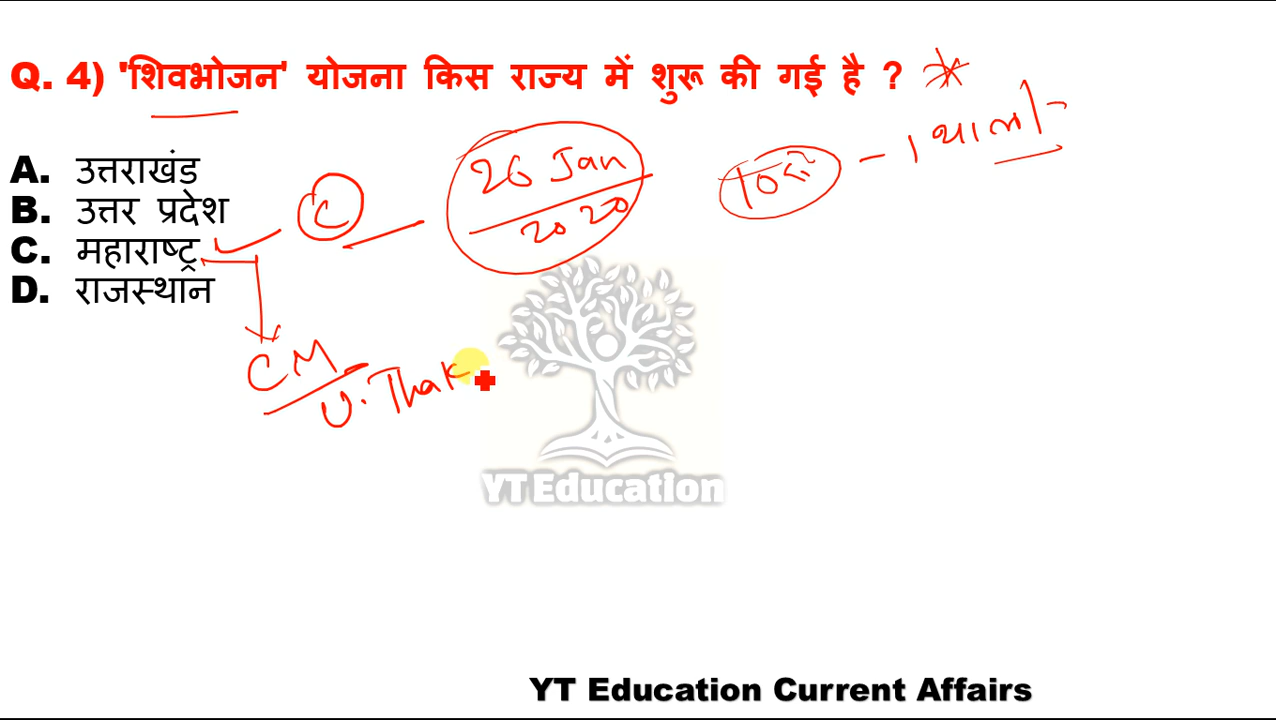 Q. 4) 'शिवभोजन' योजना किस राज्य में शुरू की गई है ?
A. उत्तराखंड
B. उत्तर प्रदेश
C. महाराष्ट्र
D. राजस्थान
C
26 Jan
2020
10रु
- 1 थाली
CM
U. Thak
YT Education
YT Education Current Affairs